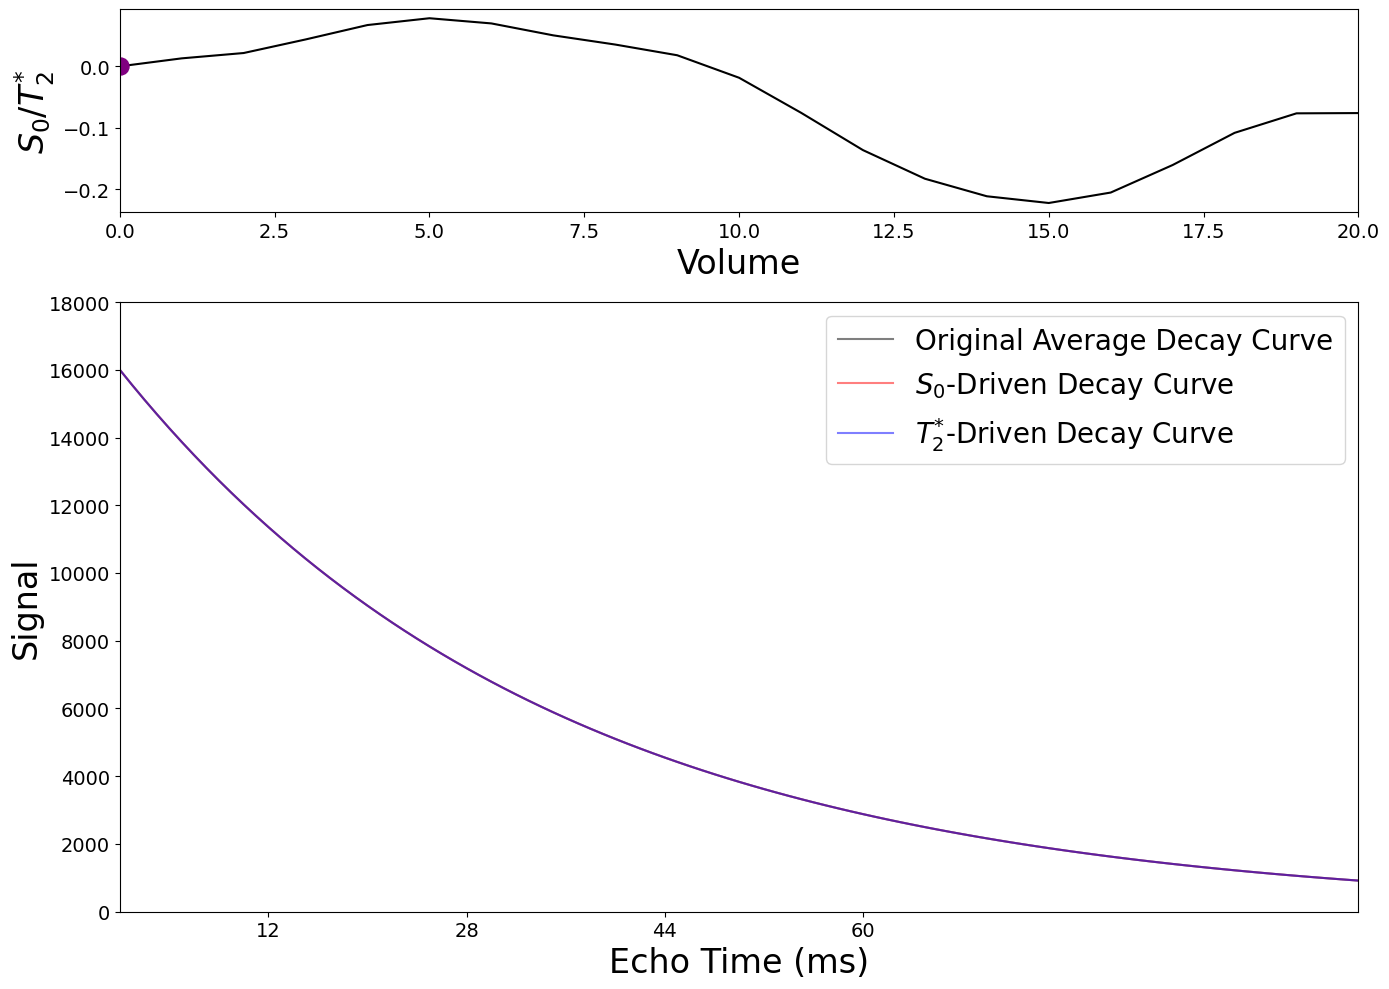 S₀/T₂*
0.0
−0.1
−0.2
0.0 2.5 5.0 7.5 10.0 12.5 15.0 17.5 20.0
Volume
18000
16000
14000
12000
10000
8000
6000
4000
2000
0
Signal
Original Average Decay Curve
S₀-Driven Decay Curve
T₂*-Driven Decay Curve
12 28 44 60
Echo Time (ms)